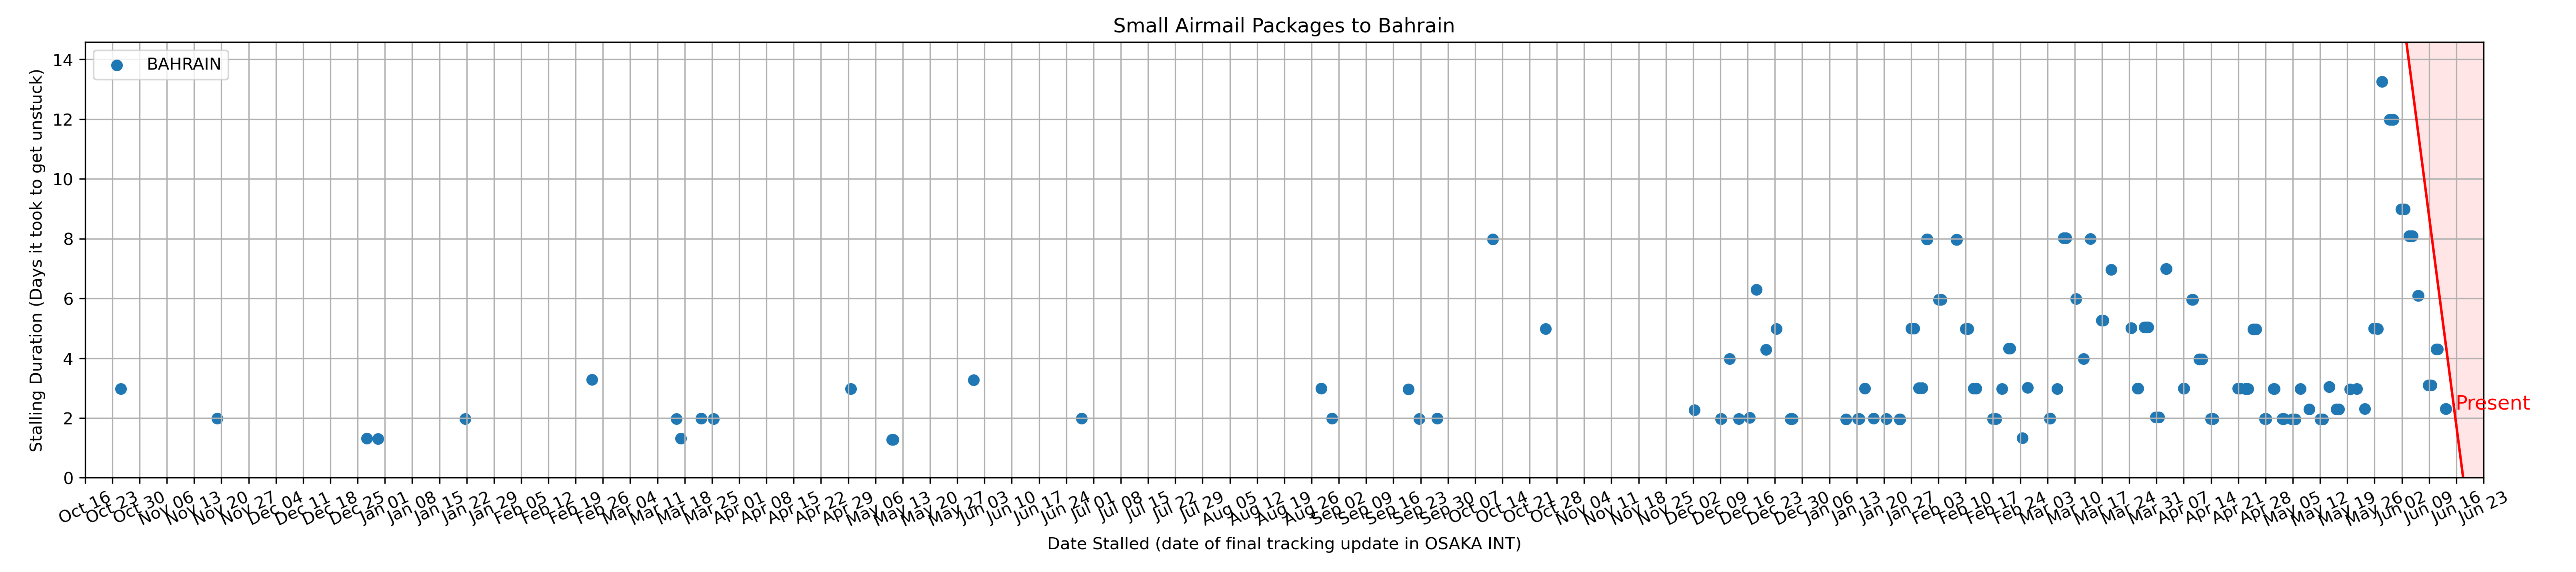 Small Airmail Packages to Bahrain
BAHRAIN
Stalling Duration (Days it took to get unstuck)
14
12
10
8
6
4
2
0
Present
Oct 16
Oct 23
Oct 30
Nov 06
Nov 13
Nov 20
Nov 27
Dec 04
Dec 11
Dec 18
Dec 25
Jan 01
Jan 08
Jan 15
Jan 22
Jan 29
Feb 05
Feb 12
Feb 19
Feb 26
Mar 04
Mar 11
Mar 18
Mar 25
Apr 01
Apr 08
Apr 15
Apr 22
Apr 29
May 06
May 13
May 20
May 27
Jun 03
Jun 10
Jun 17
Jun 24
Jul 01
Jul 08
Jul 15
Jul 22
Jul 29
Aug 05
Aug 12
Aug 19
Aug 26
Sep 02
Sep 09
Sep 16
Sep 23
Sep 30
Oct 07
Oct 14
Oct 21
Oct 28
Nov 04
Nov 11
Nov 18
Nov 25
Dec 02
Dec 09
Dec 16
Dec 23
Dec 30
Jan 06
Jan 13
Jan 20
Jan 27
Feb 03
Feb 10
Feb 17
Feb 24
Mar 03
Mar 10
Mar 17
Mar 24
Mar 31
Apr 07
Apr 14
Apr 21
Apr 28
May 05
May 12
May 19
May 26
Jun 02
Jun 09
Jun 16
Jun 23
Date Stalled (date of final tracking update in OSAKA INT)